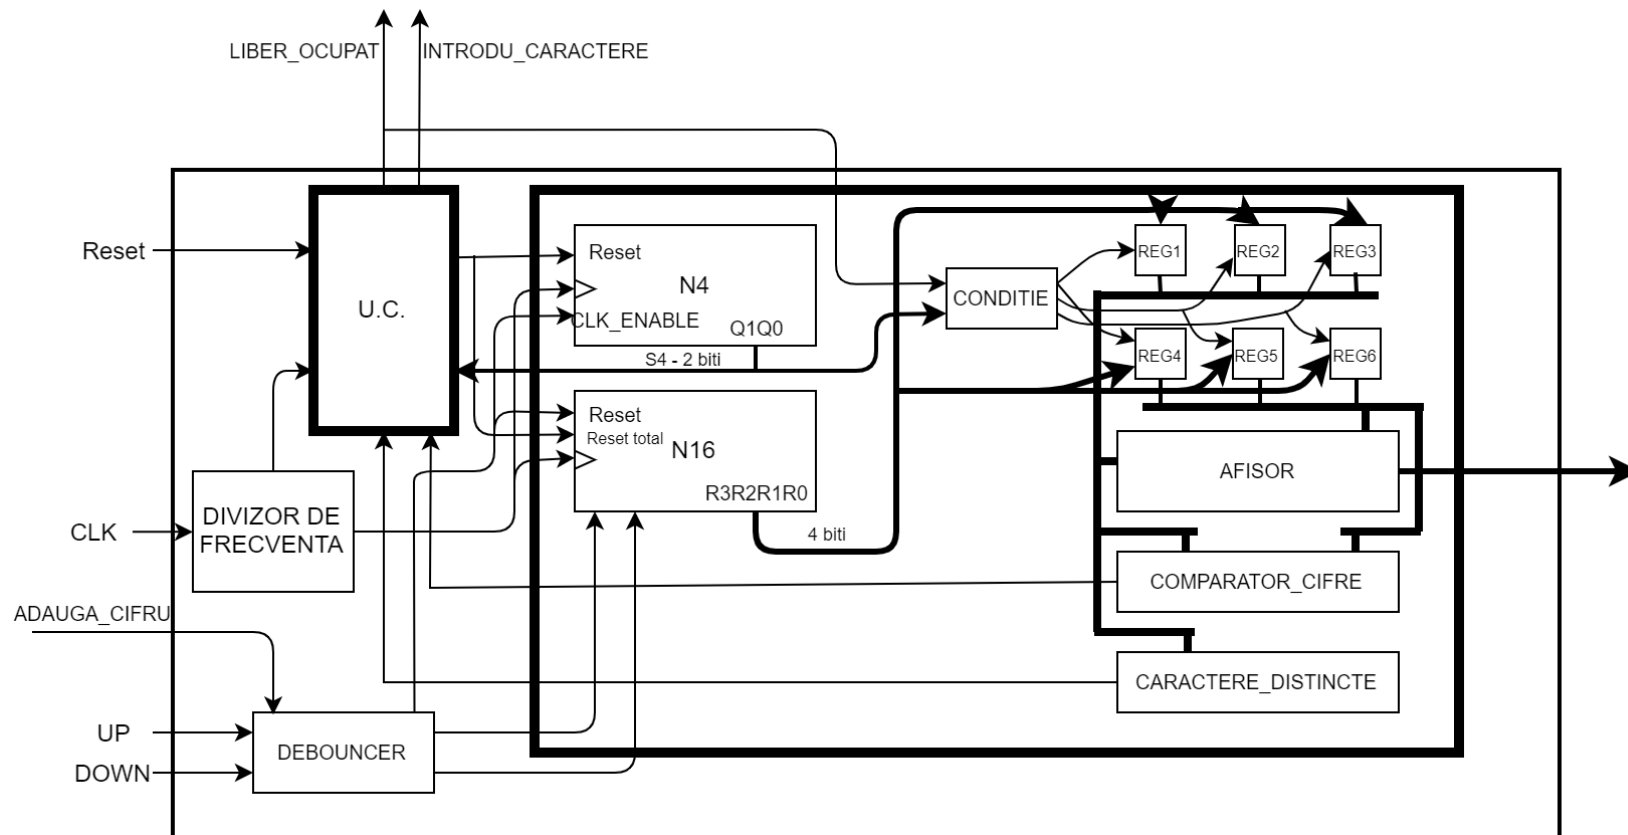 LIBER_OCUPAT
INTRODU_CARACTERE
Reset
U.C.
Reset
N4
CLK_ENABLE
Q1Q0
S4 - 2 biti
CONDITIE
REG1
REG2
REG3
REG4
REG5
REG6
Reset
Reset total
N16
R3R2R1R0
4 biti
AFISOR
CLK
DIVIZOR DE
FRECVENTA
COMPARATOR_CIFRE
ADAUGA_CIFRU
CARACTERE_DISTINCTE
UP
DOWN
DEBOUNCER